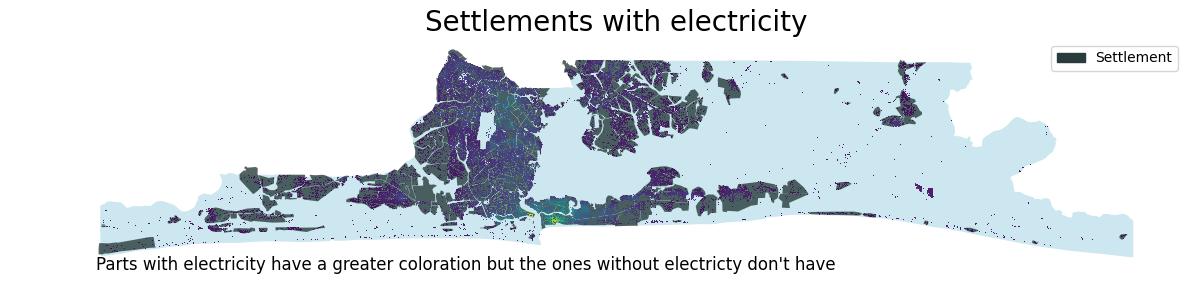 Settlements with electricity
Settlement
Parts with electricity have a greater coloration but the ones without electricty don't have